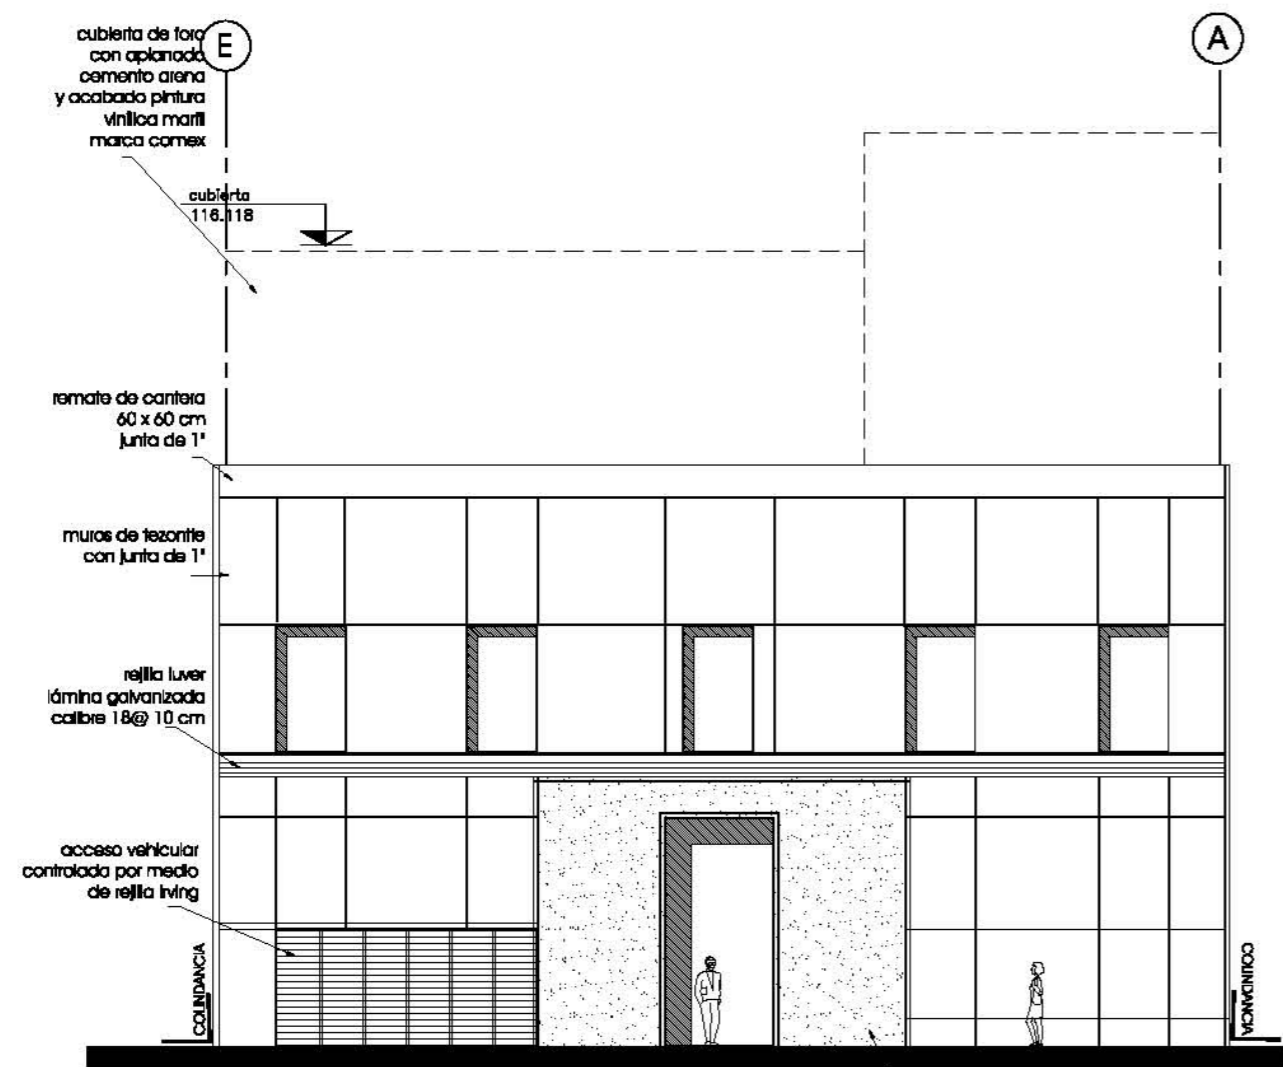 E
A
cubierta de foro
con aplanado
cemento arena
y acabado pintura
vinílica marfil
marca comex
cubierta
116.118
remate de cantera
60 x 60 cm
junta de 1"
muros de tezontle
con junta de 1"
rejilla luver
lámina galvanizada
calibre 18@ 10 cm
acceso vehicular
controlada por medio
de rejilla irving
COLINDANCIA
COLINDANCIA